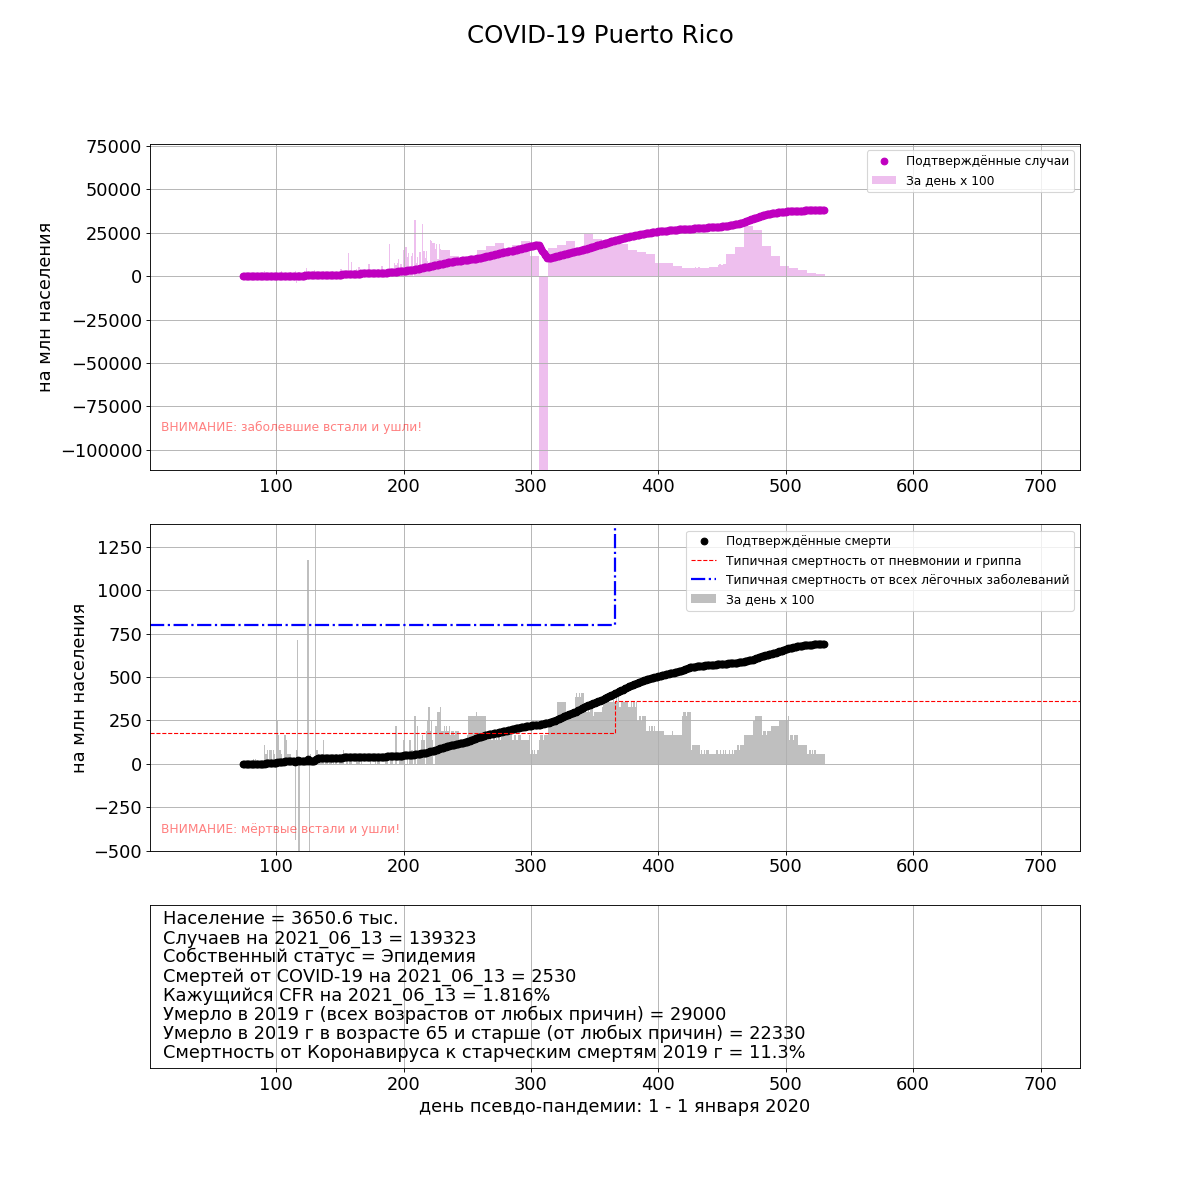 COVID-19 Puerto Rico
75000
50000
25000
0
−25000
−50000
−75000
−100000
на млн населения
Подтверждённые случаи
За день x 100
ВНИМАНИЕ: заболевшие встали и ушли!
100 200 300 400 500 600 700
1250
1000
750
500
250
0
−250
−500
на млн населения
Подтверждённые смерти
Типичная смертность от пневмонии и гриппа
Типичная смертность от всех лёгочных заболеваний
За день x 100
ВНИМАНИЕ: мёртвые встали и ушли!
100 200 300 400 500 600 700
Население = 3650.6 тыс.
Случаев на 2021_06_13 = 139323
Собственный статус = Эпидемия
Смертей от COVID-19 на 2021_06_13 = 2530
Кажущийся CFR на 2021_06_13 = 1.816%
Умерло в 2019 г (всех возрастов от любых причин) = 29000
Умерло в 2019 г в возрасте 65 и старше (от любых причин) = 22330
Смертность от Коронавируса к старческим смертям 2019 г = 11.3%
100 200 300 400 500 600 700
день псевдо-пандемии: 1 - 1 января 2020